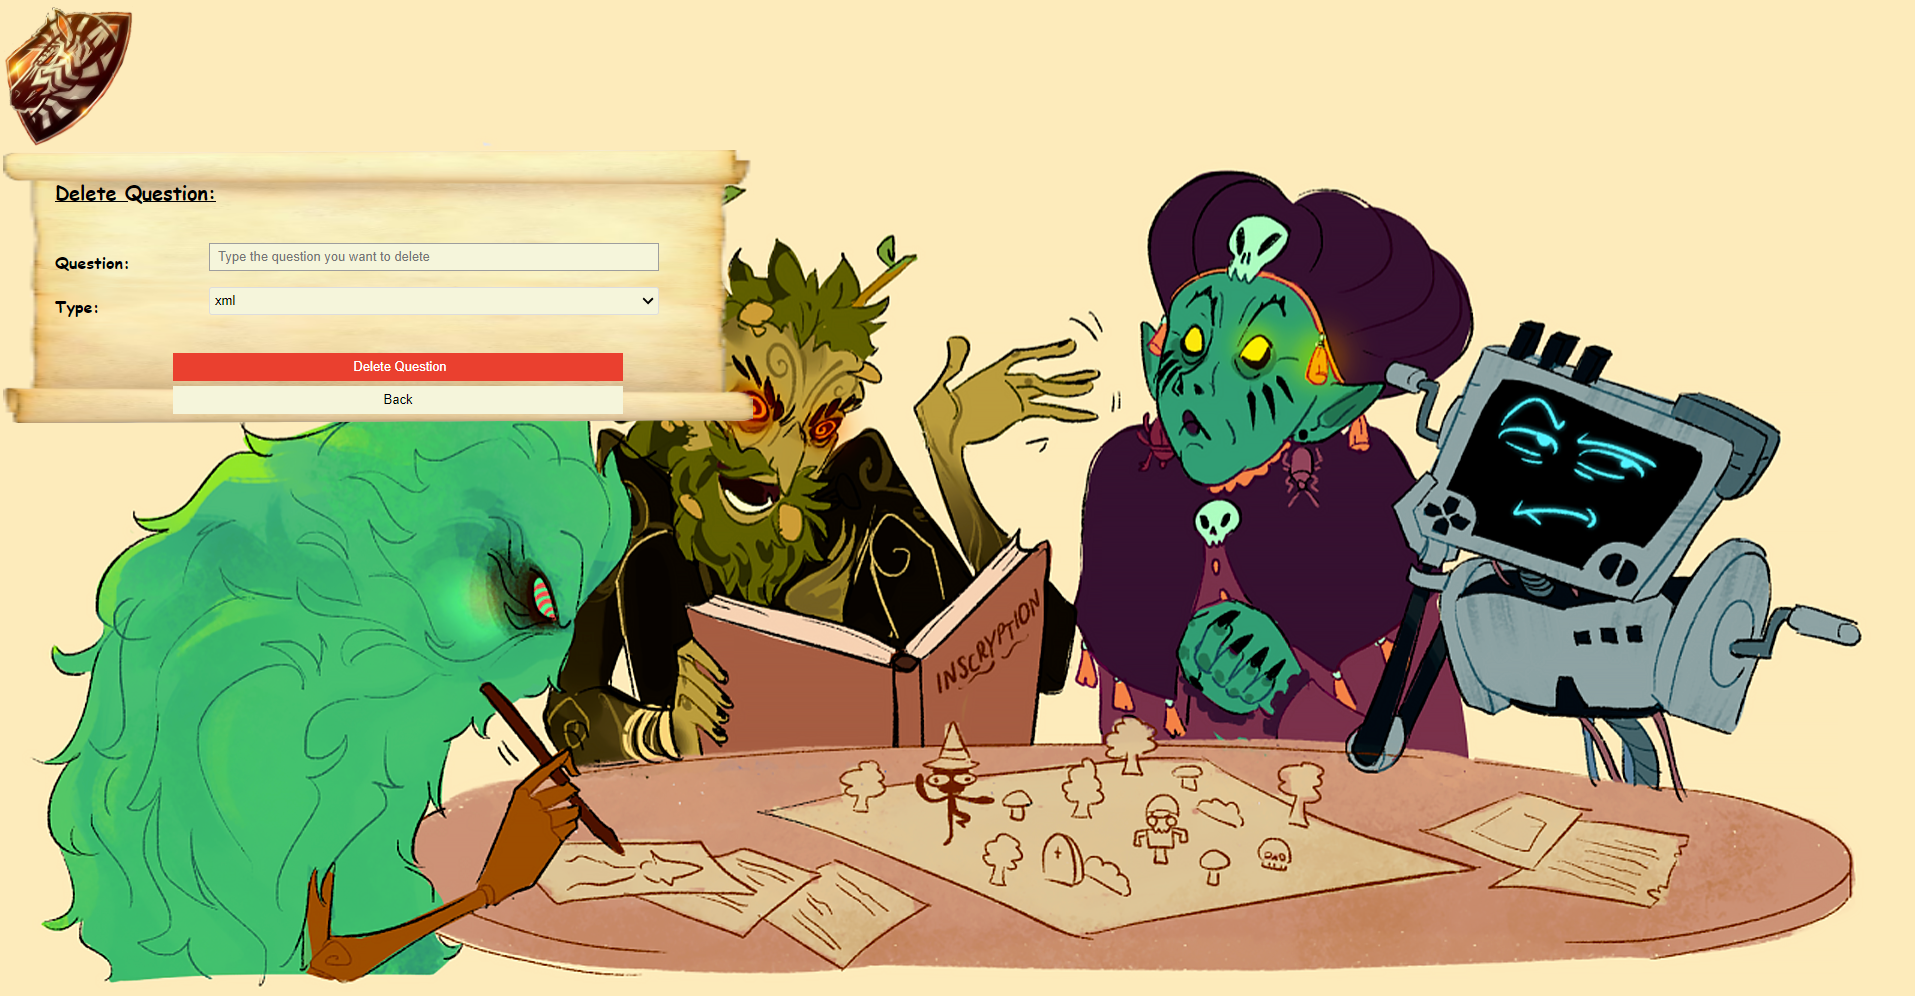 Delete Question:
Question:
Type the question you want to delete
Type:
xml
Delete Question
Back
INSCRYPTION